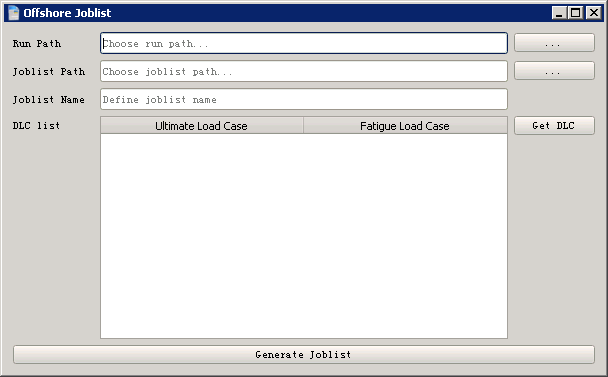 Offshore Joblist
Run Path Choose run path... ...
Joblist Path Choose joblist path... ...
Joblist Name Define joblist name
DLC list Ultimate Load Case Fatigue Load Case Get DLC
Generate Joblist